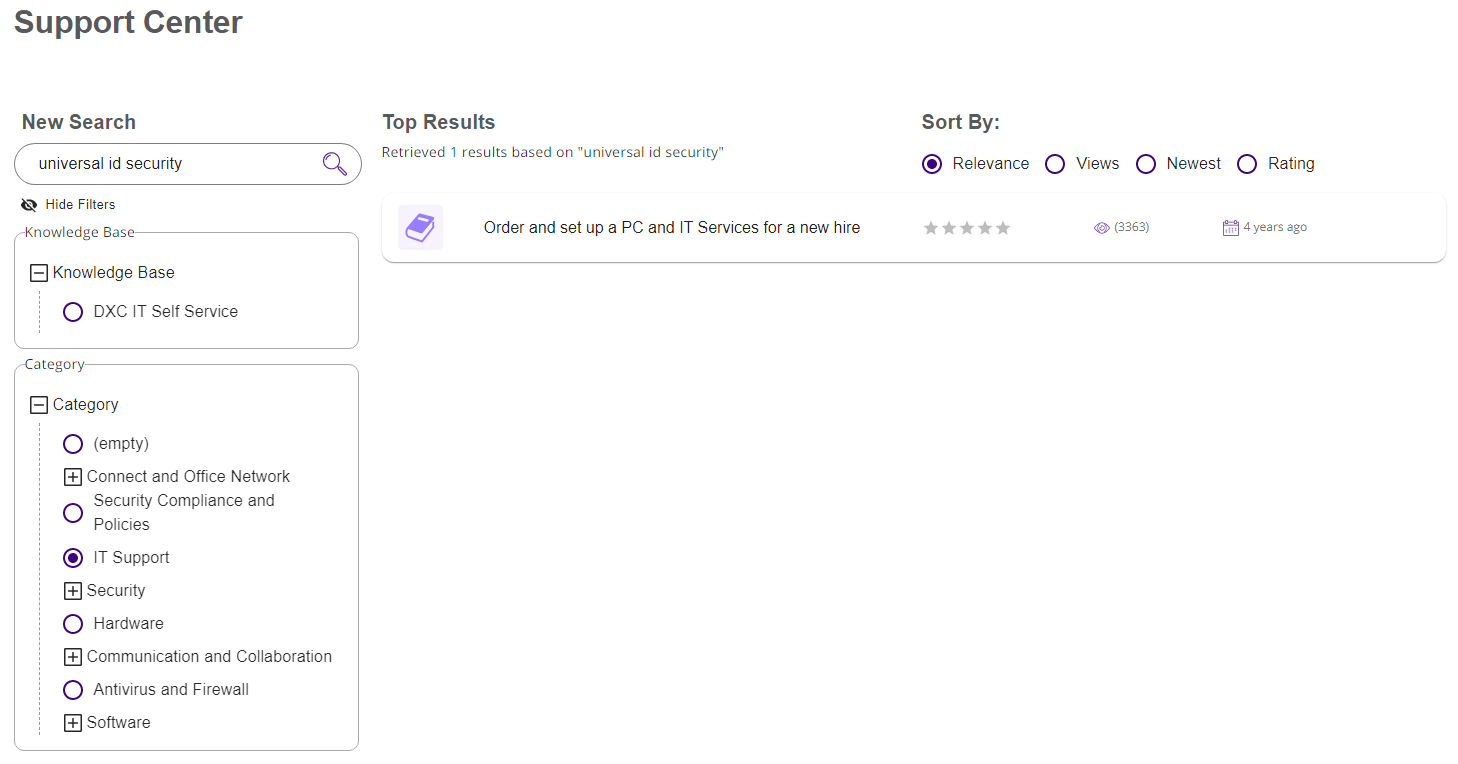 Support Center
New Search
universal id security
Hide Filters
Knowledge Base
Knowledge Base
DXC IT Self Service
Category
Category
(empty)
Connect and Office Network
Security Compliance and
Policies
IT Support
Security
Hardware
Communication and Collaboration
Antivirus and Firewall
Software
Top Results
Retrieved 1 results based on "universal id security"
Sort By:
Relevance Views Newest Rating
Order and set up a PC and IT Services for a new hire (3363) 4 years ago